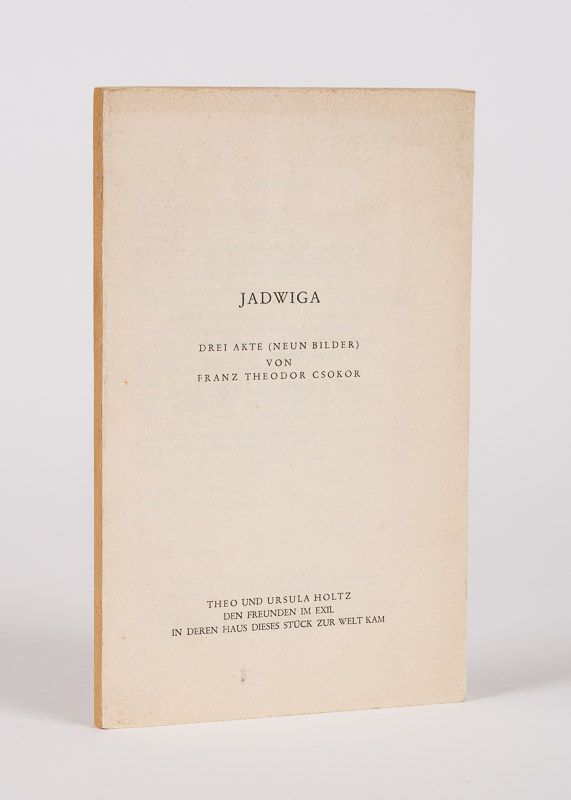 JADWIGA
DREI AKTE (NEUN BILDER)
VON
FRANZ THEODOR CSOKOR
THEO UND URSULA HOLTZ
DEN FREUNDEN IM EXIL
IN DEREN HAUS DIESES STÜCK ZUR WELT KAM